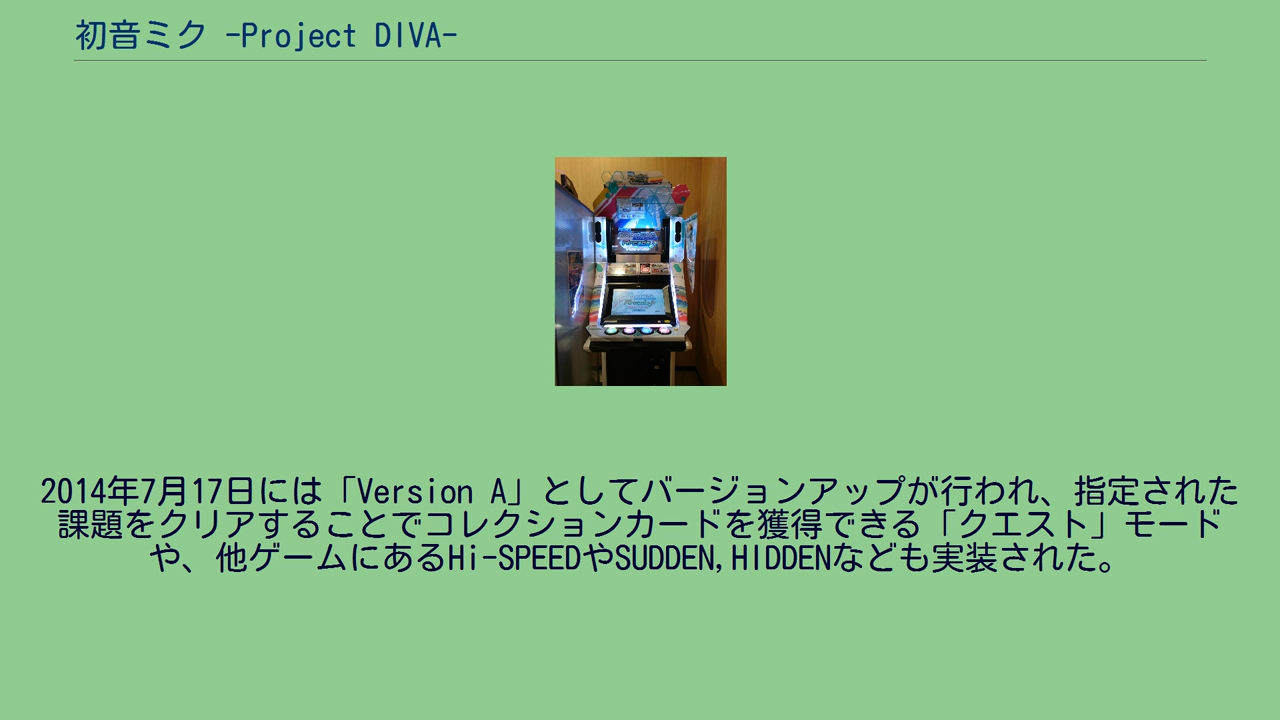 初音ミク -Project DIVA-
2014年7月17日には「Version A」としてバージョンアップが行われ、指定された
課題をクリアすることでコレクションカードを獲得できる「クエスト」モード
や、他ゲームにあるHi-SPEEDやSUDDEN,HIDDENなども実装された。